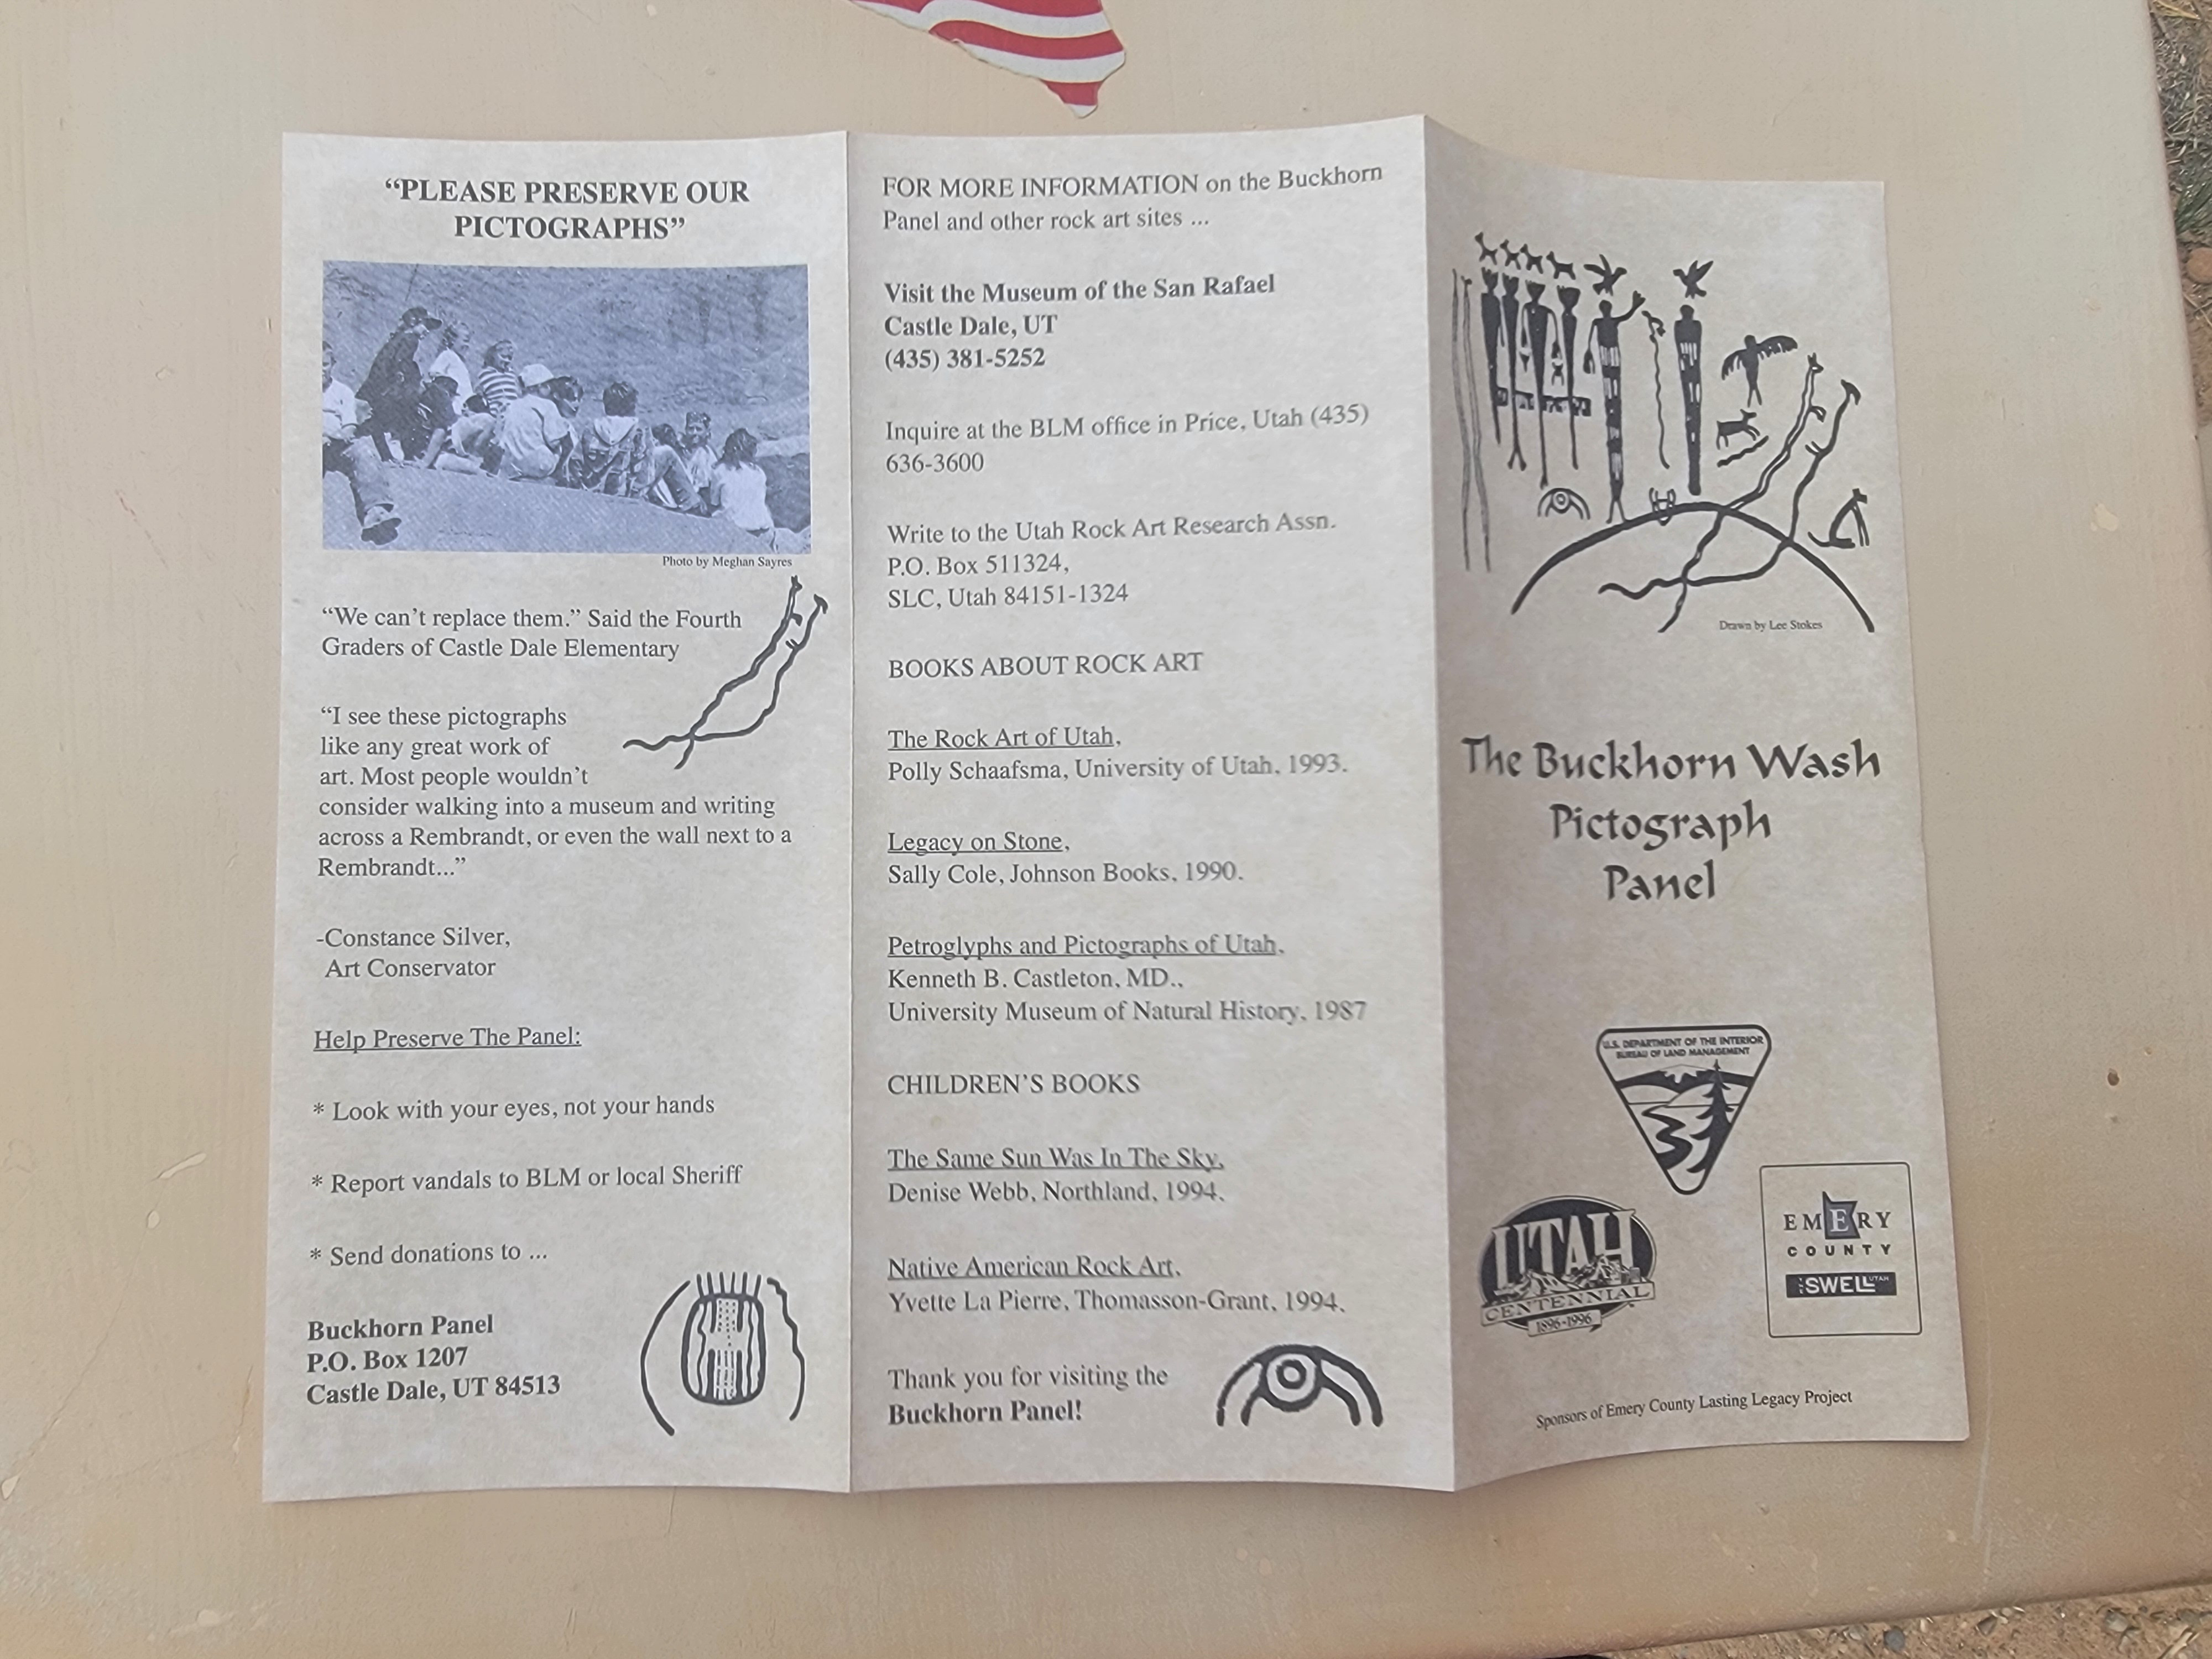 “PLEASE PRESERVE OUR
PICTOGRAPHS”
Photo by Meghan Sayres
“We can’t replace them.” Said the Fourth
Graders of Castle Dale Elementary
“I see these pictographs
like any great work of
art. Most people wouldn’t
consider walking into a museum and writing
across a Rembrandt, or even the wall next to a
Rembrandt...”
-Constance Silver,
Art Conservator
Help Preserve The Panel:
* Look with your eyes, not your hands
* Report vandals to BLM or local Sheriff
* Send donations to ...
Buckhorn Panel
P.O. Box 1207
Castle Dale, UT 84513
FOR MORE INFORMATION on the Buckhorn
Panel and other rock art sites ...
Visit the Museum of the San Rafael
Castle Dale, UT
(435) 381-5252
Inquire at the BLM office in Price, Utah (435)
636-3600
Write to the Utah Rock Art Research Assn.
P.O. Box 511324,
SLC, Utah 84151-1324
BOOKS ABOUT ROCK ART
The Rock Art of Utah,
Polly Schaafsma, University of Utah, 1993.
Legacy on Stone,
Sally Cole, Johnson Books, 1990.
Petroglyphs and Pictographs of Utah,
Kenneth B. Castleton, MD.,
University Museum of Natural History, 1987
CHILDREN’S BOOKS
The Same Sun Was In The Sky,
Denise Webb, Northland, 1994.
Native American Rock Art,
Yvette La Pierre, Thomasson-Grant, 1994.
Thank you for visiting the
Buckhorn Panel!
Drawn by Lee Stokes
The Buckhorn Wash
Pictograph
Panel
U.S. DEPARTMENT OF THE INTERIOR
BUREAU OF LAND MANAGEMENT
UTAH
CENTENNIAL
1896-1996
EMERY
COUNTY
SWELL UTAH
Sponsors of Emery County Lasting Legacy Project